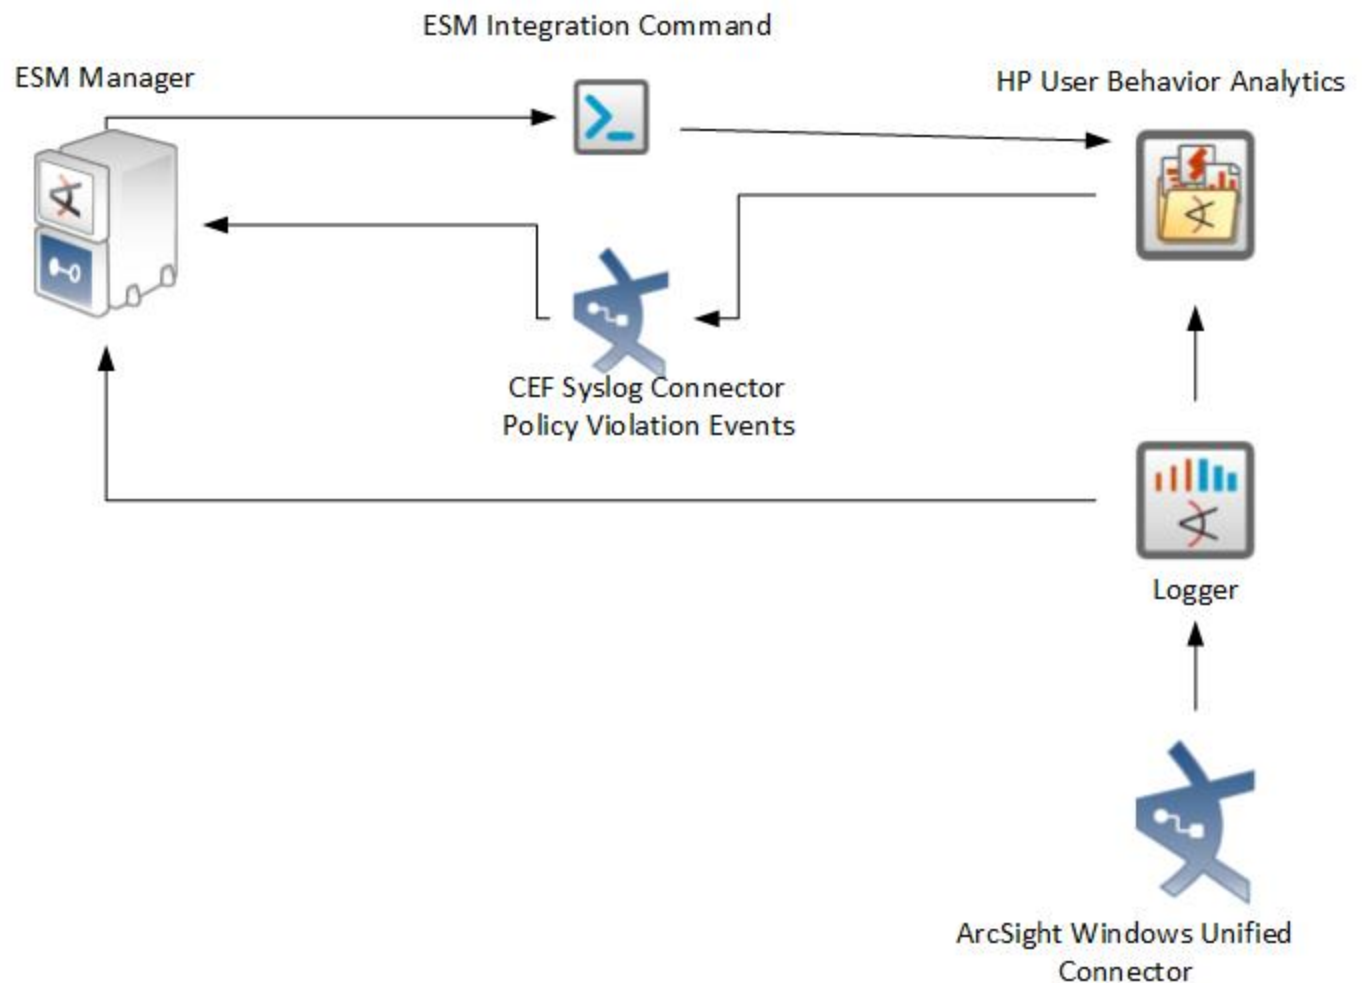 ESM Integration Command
ESM Manager
HP User Behavior Analytics
CEF Syslog Connector
Policy Violation Events
Logger
ArcSight Windows Unified
Connector